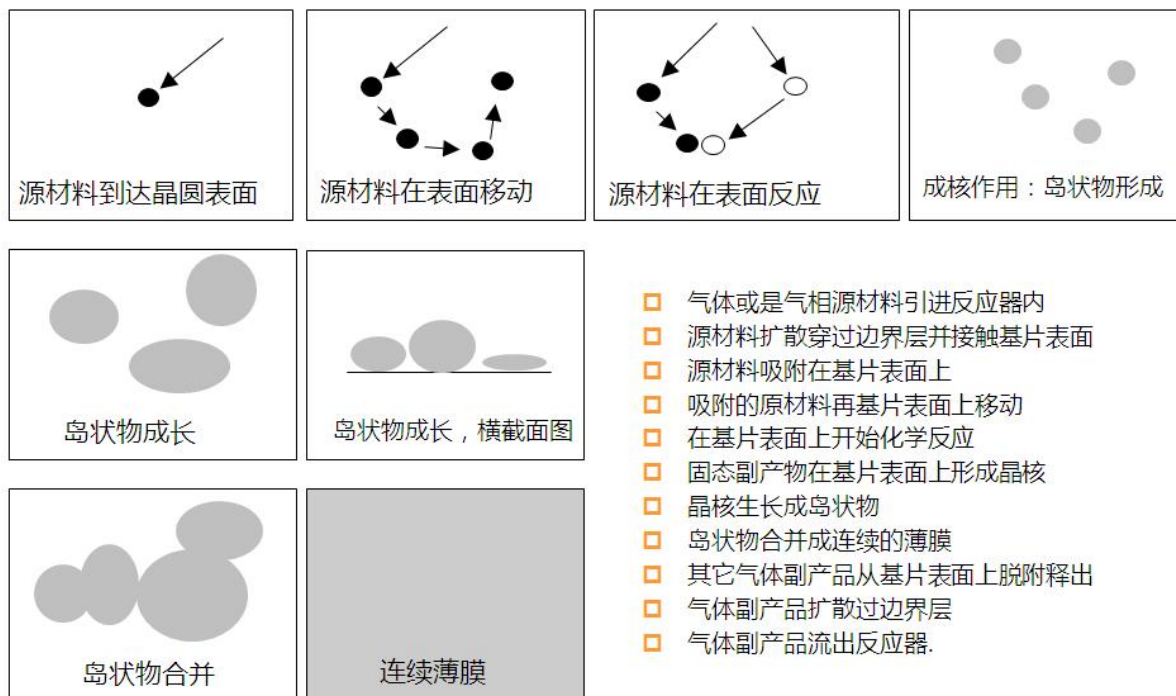 源材料到达晶圆表面
源材料在表面移动
源材料在表面反应
成核作用：岛状物形成
岛状物成长
岛状物成长，横截面图
岛状物合并
连续薄膜
气体或是气相源材料引进反应器内
源材料扩散穿过边界层并接触基片表面
源材料吸附在基片表面上
吸附的原材料再基片表面上移动
在基片表面上开始化学反应
固态副产物在基片表面上形成晶核
晶核生长成岛状物
岛状物合并成连续的薄膜
其它气体副产品从基片表面上脱附释出
气体副产品扩散过边界层
气体副产品流出反应器.